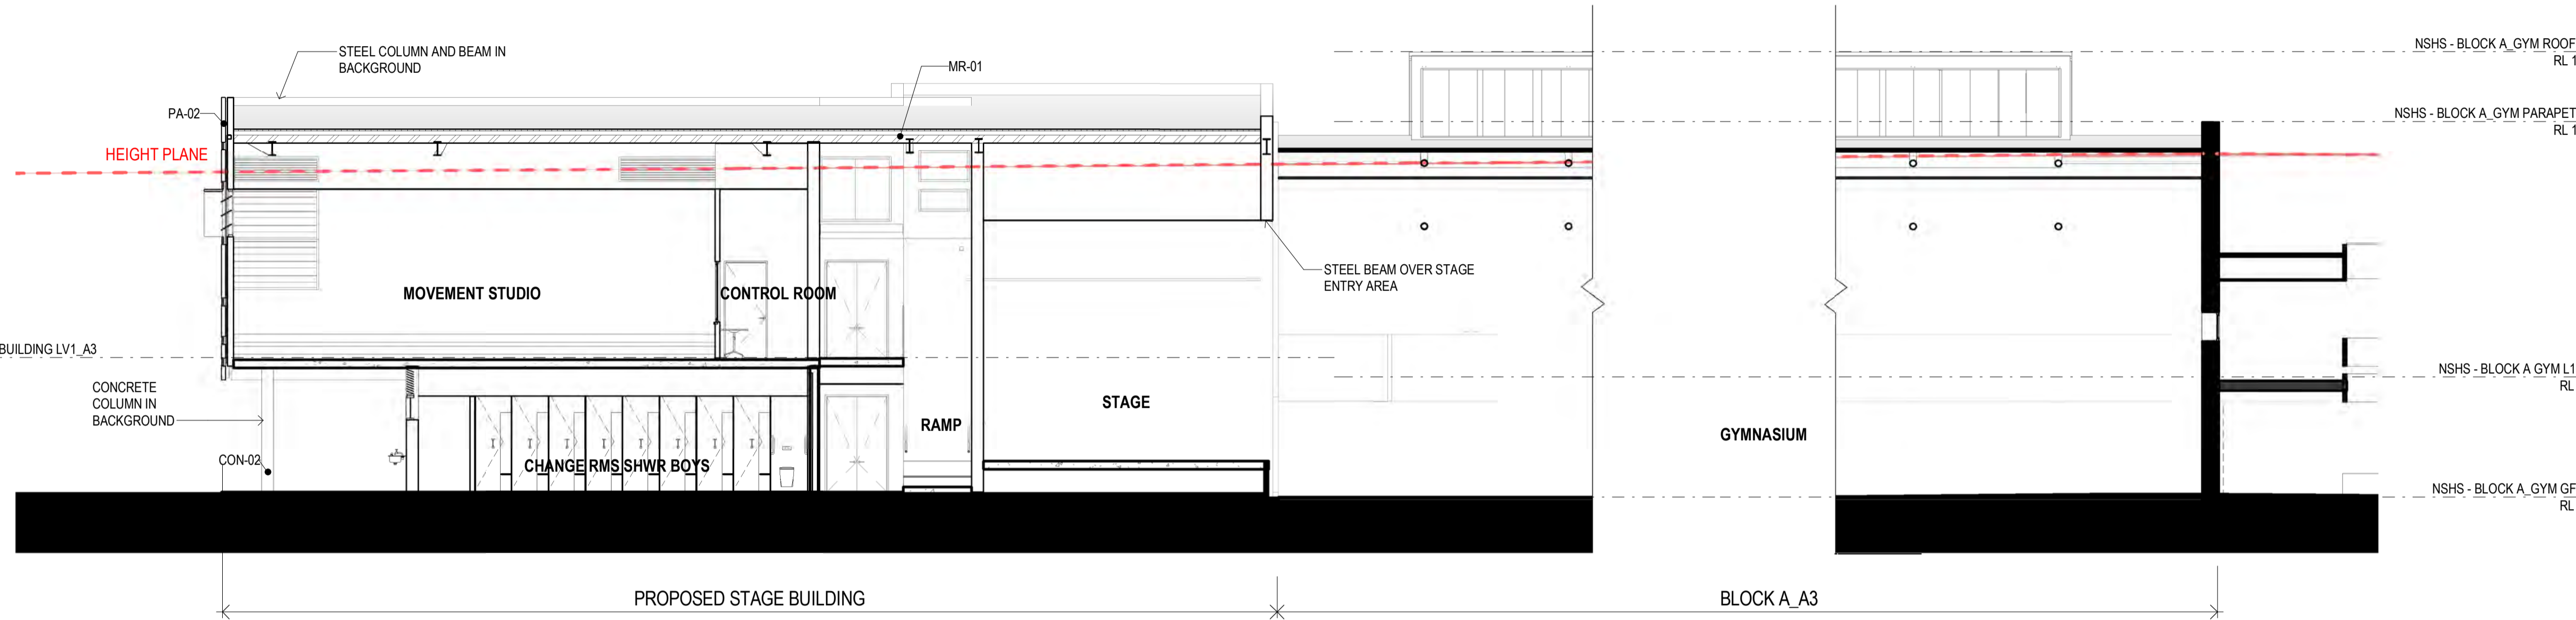 STEEL COLUMN AND BEAM IN
BACKGROUND
MR-01
NSHS - BLOCK A_GYM ROOF
RL 1
PA-02
NSHS - BLOCK A_GYM PARAPET
RL 1
HEIGHT PLANE
STEEL BEAM OVER STAGE
ENTRY AREA
MOVEMENT STUDIO
CONTROL ROOM
BUILDING LV1_A3
NSHS - BLOCK A GYM L1
RL
CONCRETE
COLUMN IN
BACKGROUND
STAGE
RAMP
GYMNASIUM
CON-02
CHANGE RMS SHWR BOYS
NSHS - BLOCK A_GYM GF
RL
PROPOSED STAGE BUILDING
BLOCK A_A3